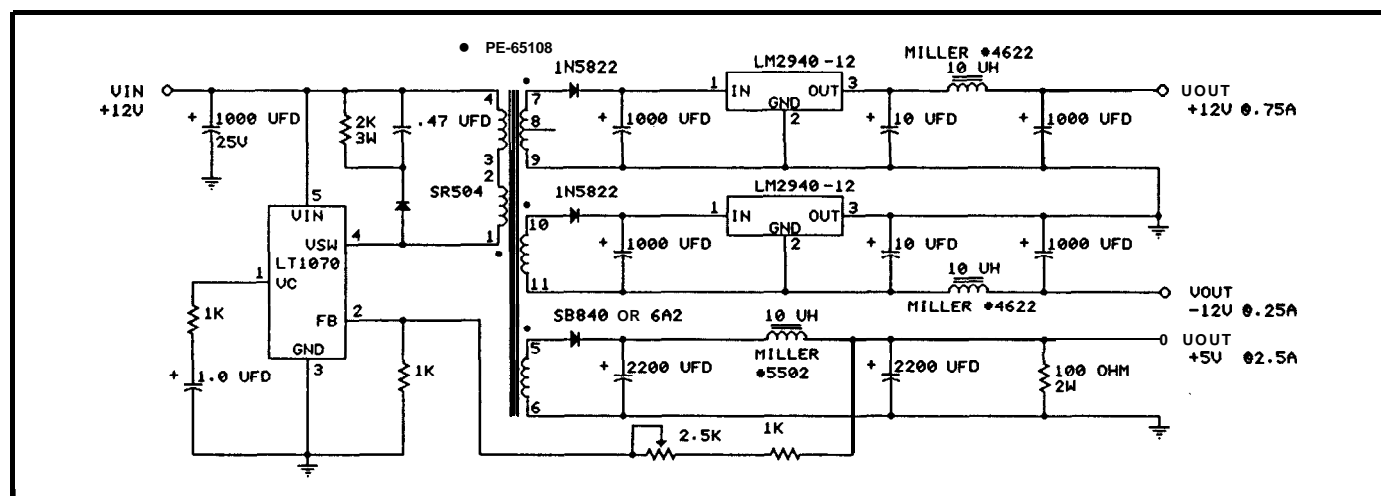 • PE-65108
MILLER #4622
10 UH
1N5822
LM2940-12
VIN
+12V
+ 1000 UFD
25V
2K
3W
.47 UFD
4
3
2
1
7
8
9
1
IN
OUT
3
GND
2
+ 1000 UFD
+ 10 UFD
+ 1000 UFD
UOUT
+12V @.75A
SR504
1N5822
LM2940-12
5
VIN
VSW
4
LT1070
1
VC
FB
2
GND
3
10
11
1
IN
OUT
3
GND
2
+ 1000 UFD
+ 10 UFD
+ 1000 UFD
10 UH
MILLER #4622
VOUT
-12V @.25A
1K
+ 1.0 UFD
1K
SB840 OR 6A2
10 UH
MILLER
#5502
5
6
+ 2200 UFD
+ 2200 UFD
100 OHM
2W
UOUT
+5V @2.5A
2.5K
1K